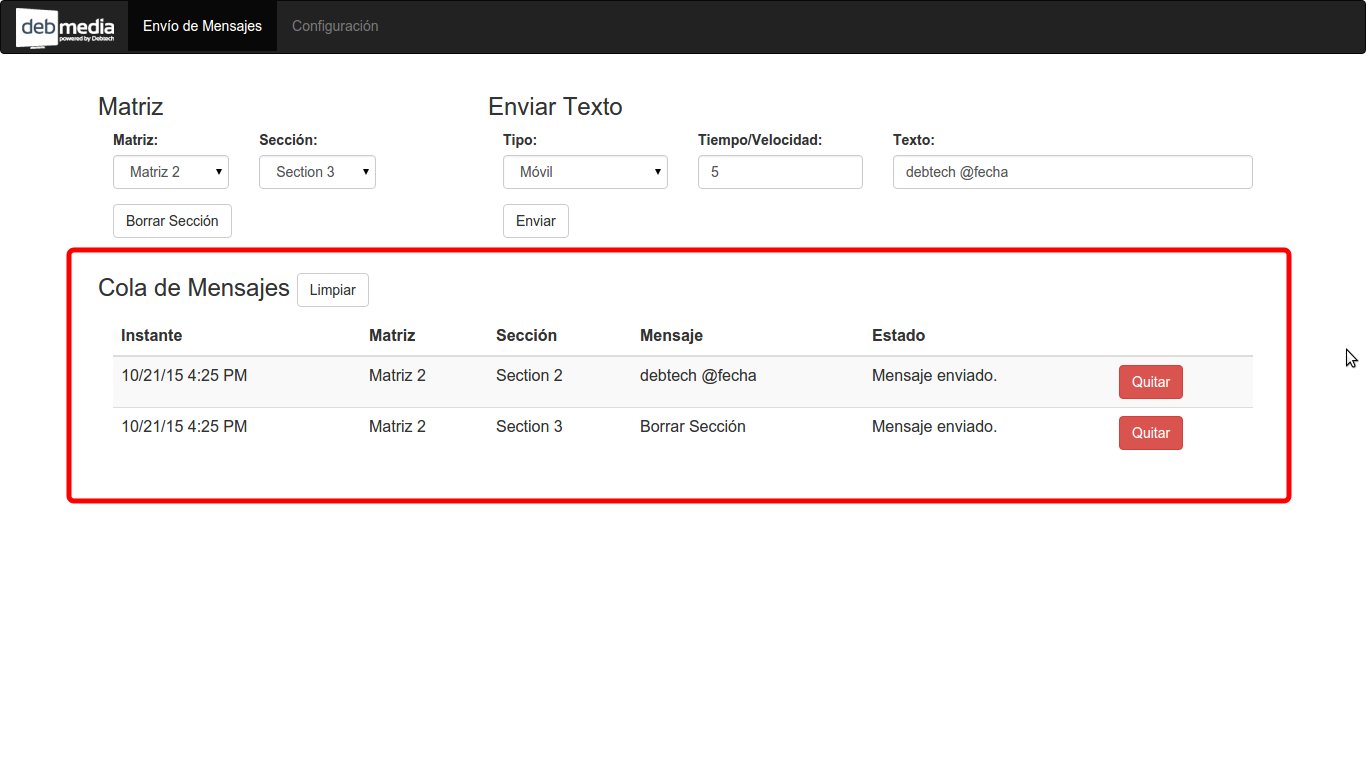 debmedia Envío de Mensajes Configuración
powered by Debtech
Matriz Enviar Texto
Matriz: Sección: Tipo: Tiempo/Velocidad: Texto:
Matriz 2 Section 3 Móvil 5 debtech @fecha
Borrar Sección Enviar
Cola de Mensajes Limpiar
Instante Matriz Sección Mensaje Estado
10/21/15 4:25 PM Matriz 2 Section 2 debtech @fecha Mensaje enviado. Quitar
10/21/15 4:25 PM Matriz 2 Section 3 Borrar Sección Mensaje enviado. Quitar